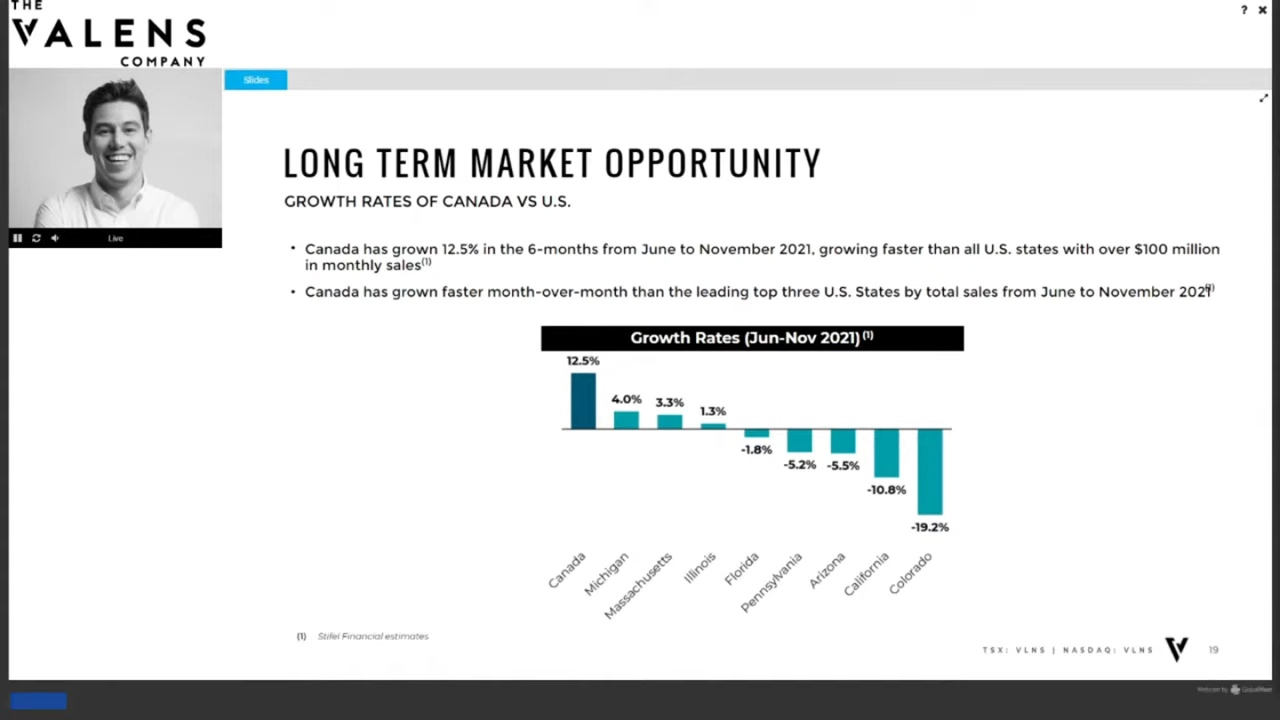 THE
VALENS
COMPANY
? ×
Slides
Live
LONG TERM MARKET OPPORTUNITY
GROWTH RATES OF CANADA VS U.S.
• Canada has grown 12.5% in the 6-months from June to November 2021, growing faster than all U.S. states with over $100 million
in monthly sales(1)
• Canada has grown faster month-over-month than the leading top three U.S. States by total sales from June to November 2021
Growth Rates (Jun-Nov 2021)(1)
12.5%
4.0%
3.3%
1.3%
-1.8%
-5.2%
-5.5%
-10.8%
-19.2%
Canada
Michigan
Massachusetts
Illinois
Florida
Pennsylvania
Arizona
California
Colorado
(1) Stifel Financial estimates
TSX: VLNS | NASDAQ: VLNS
19
Webcast by GlobalMeet